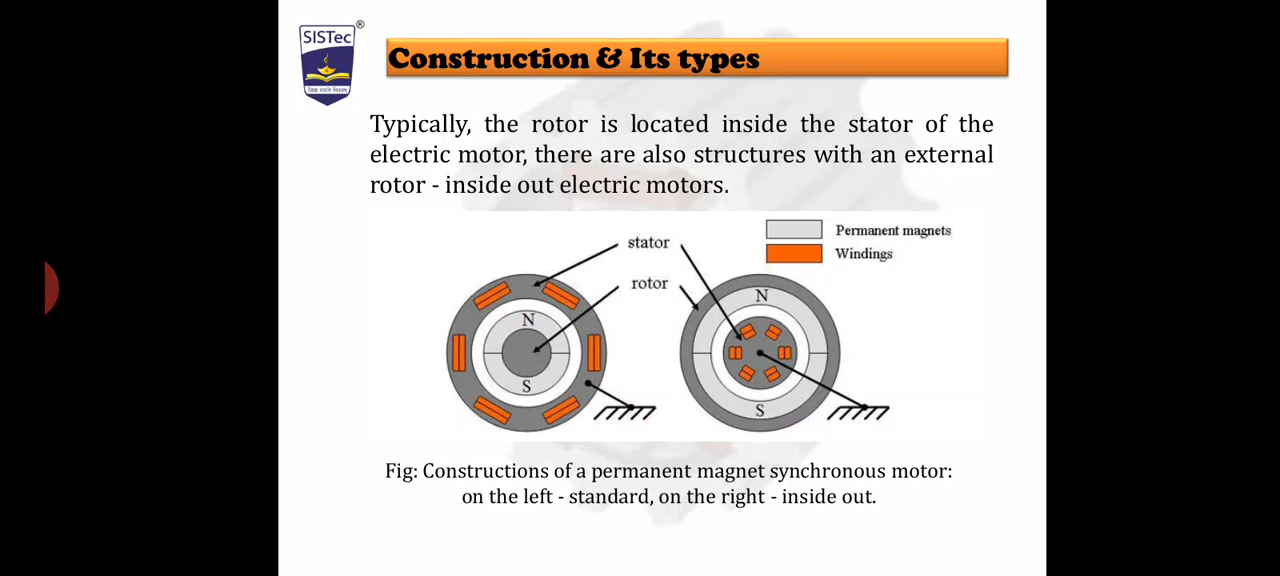 SISTec
®
Construction & Its types
Typically, the rotor is located inside the stator of the
electric motor, there are also structures with an external
rotor - inside out electric motors.
Permanent magnets
Windings
stator
rotor
N
S
N
S
Fig: Constructions of a permanent magnet synchronous motor:
on the left - standard, on the right - inside out.